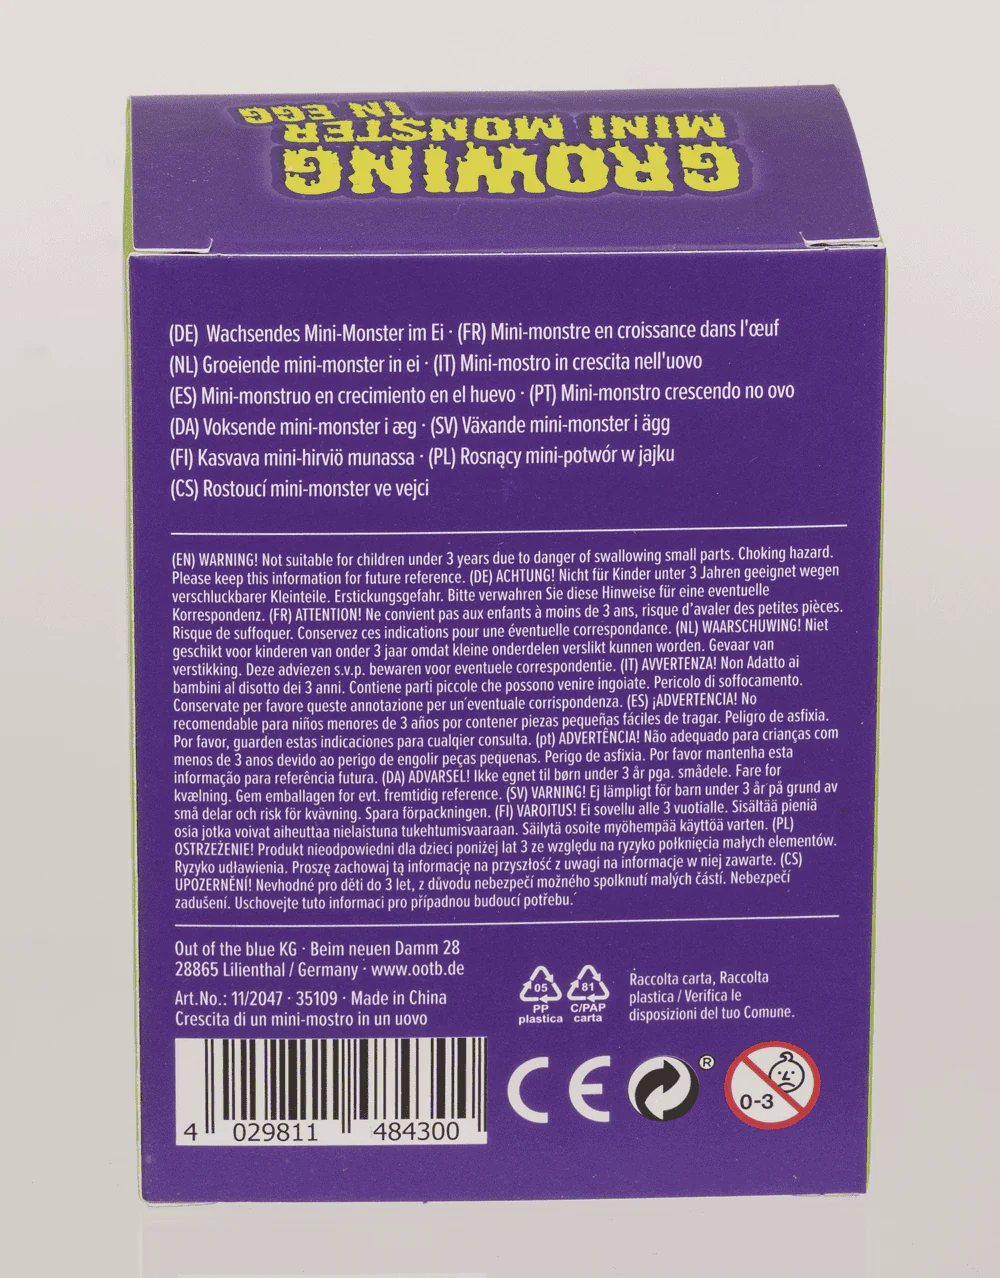 GROWING
MINI MONSTER
IN EGG
(DE) Wachsendes Mini-Monster im Ei · (FR) Mini-monstre en croissance dans l'œuf
(NL) Groeiende mini-monster in ei · (IT) Mini-mostro in crescita nell'uovo
(ES) Mini-monstruo en crecimiento en el huevo · (PT) Mini-monstro crescendo no ovo
(DA) Voksende mini-monster i æg · (SV) Växande mini-monster i ägg
(FI) Kasvava mini-hirviö munassa · (PL) Rosnący mini-potwór w jajku
(CS) Rostoucí mini-monster ve vejci
(EN) WARNING! Not suitable for children under 3 years due to danger of swallowing small parts. Choking hazard.
Please keep this information for future reference. (DE) ACHTUNG! Nicht für Kinder unter 3 Jahren geeignet wegen
verschluckbarer Kleinteile. Erstickungsgefahr. Bitte verwahren Sie diese Hinweise für eine eventuelle
Korrespondenz. (FR) ATTENTION! Ne convient pas aux enfants à moins de 3 ans, risque d'avaler des petites pièces.
Risque de suffoquer. Conservez ces indications pour une éventuelle correspondance. (NL) WAARSCHUWING! Niet
geschikt voor kinderen van onder 3 jaar omdat kleine onderdelen verslikt kunnen worden. Gevaar van
verstikking. Deze adviezen s.v.p. bewaren voor eventuele correspondentie. (IT) AVVERTENZA! Non Adatto ai
bambini al disotto dei 3 anni. Contiene parti piccole che possono venire ingoiate. Pericolo di soffocamento.
Conservate per favore queste annotazione per un'eventuale corrispondenza. (ES) ¡ADVERTENCIA! No
recomendable para niños menores de 3 años por contener piezas pequeñas fáciles de tragar. Peligro de asfixia.
Por favor, guarden estas indicaciones para cualqier consulta. (pt) ADVERTÊNCIA! Não adequado para crianças com
menos de 3 anos devido ao perigo de engolir peças pequenas. Perigo de asfixia. Por favor mantenha esta
informação para referência futura. (DA) ADVARSEL! Ikke egnet til børn under 3 år pga. smådele. Fare for
kvælning. Gem emballagen for evt. fremtidig reference. (SV) VARNING! Ej lämpligt för barn under 3 år på grund av
små delar och risk för kvävning. Spara förpackningen. (FI) VAROITUS! Ei sovellu alle 3 vuotialle. Sisältää pieniä
osia jotka voivat aiheuttaa nielaistuna tukehtumisvaaraan. Säilytä osoite myöhempää käyttöä varten. (PL)
OSTRZEŻENIE! Produkt nieodpowiedni dla dzieci poniżej lat 3 ze względu na ryzyko połknięcia małych elementów.
Ryzyko udławienia. Proszę zachowaj tą informację na przyszłość z uwagi na informacje w niej zawarte. (CS)
UPOZERNĚNÍ! Nevhodné pro děti do 3 let, z důvodu nebezpečí možného spolknutí malých částí. Nebezpečí
zadušení. Uschovejte tuto informaci pro případnou budoucí potřebu.
Out of the blue KG · Beim neuen Damm 28
28865 Lilienthal / Germany · www.ootb.de
Art.No.: 11/2047 · 35109 · Made in China
Crescita di un mini-mostro in un uovo
05 81
PP C/PAP
plastica carta
Raccolta carta, Raccolta
plastica / Verifica le
disposizioni del tuo Comune.
4 029811 484300
CE ® 0-3